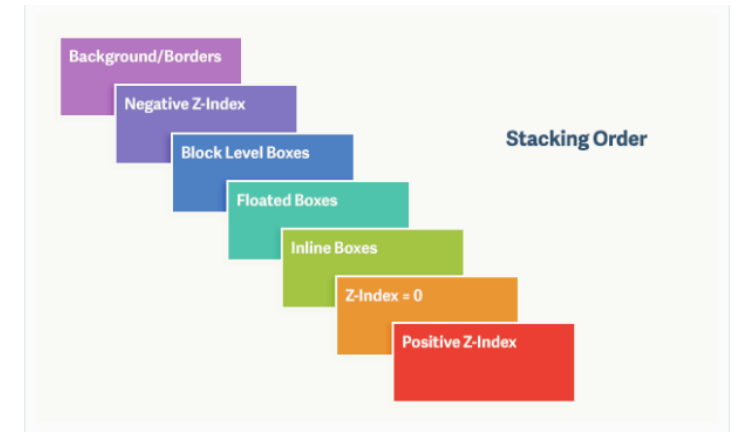 Background/Borders
Negative Z-Index
Stacking Order
Block Level Boxes
Floated Boxes
Inline Boxes
Z-Index = 0
Positive Z-Index